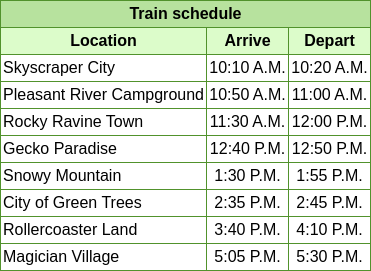 Train schedule
Location Arrive Depart
Skyscraper City 10:10 A.M. 10:20 A.M.
Pleasant River Campground 10:50 A.M. 11:00 A.M.
Rocky Ravine Town 11:30 A.M. 12:00 P.M.
Gecko Paradise 12:40 P.M. 12:50 P.M.
Snowy Mountain 1:30 P.M. 1:55 P.M.
City of Green Trees 2:35 P.M. 2:45 P.M.
Rollercoaster Land 3:40 P.M. 4:10 P.M.
Magician Village 5:05 P.M. 5:30 P.M.